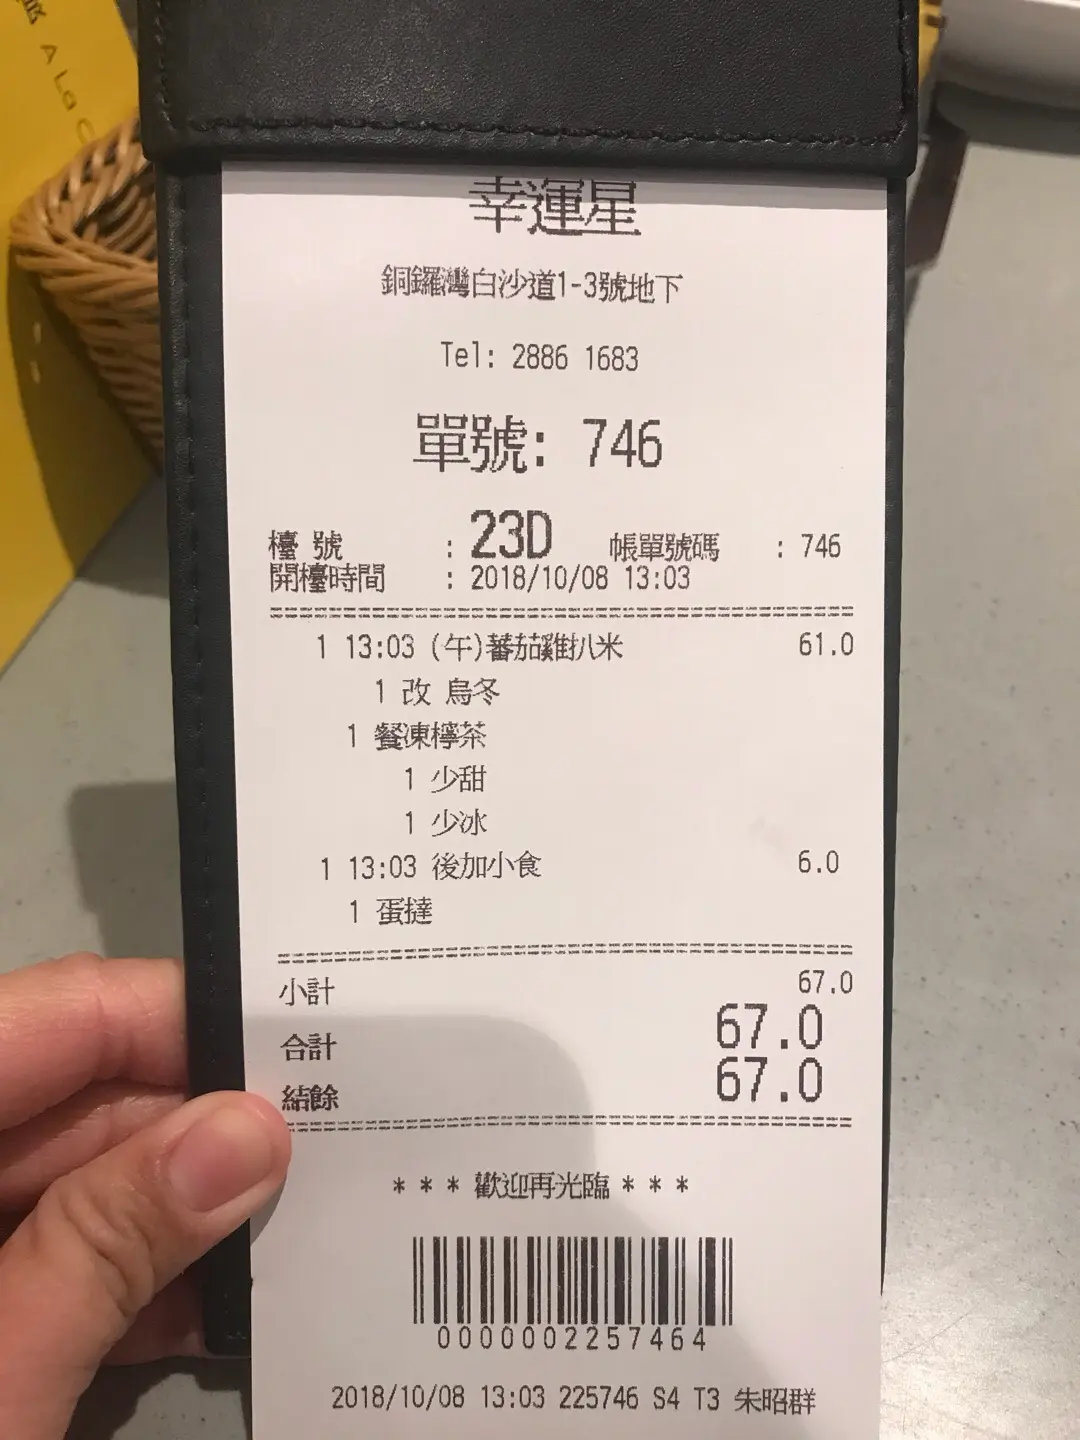 A La C
幸運星
銅鑼灣白沙道1-3號地下
Tel: 2886 1683
單號: 746
檯 號 : 23D 帳單號碼 : 746
開檯時間 : 2018/10/08 13:03
1 13:03 (午)蕃茄雞扒米 61.0
1 改 烏冬
1 餐凍檸茶
1 少甜
1 少冰
1 13:03 後加小食 6.0
1 蛋撻
小計 67.0
合計 67.0
結餘 67.0
* * * 歡迎再光臨 * * *
0000002257464
2018/10/08 13:03 225746 S4 T3 朱昭群